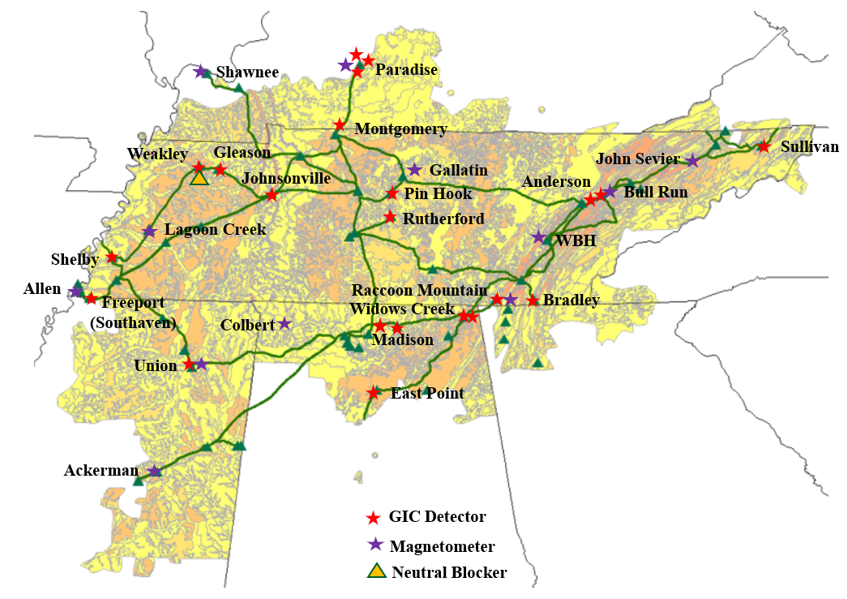 Shawnee
Paradise
Montgomery
Weakley
Gleason
Sullivan
John Sevier
Gallatin
Johnsonville
Anderson
Bull Run
Pin Hook
Rutherford
Lagoon Creek
WBH
Shelby
Allen
Raccoon Mountain
Bradley
Freeport
(Southaven)
Widows Creek
Colbert
Madison
Union
East Point
Ackerman
GIC Detector
Magnetometer
Neutral Blocker